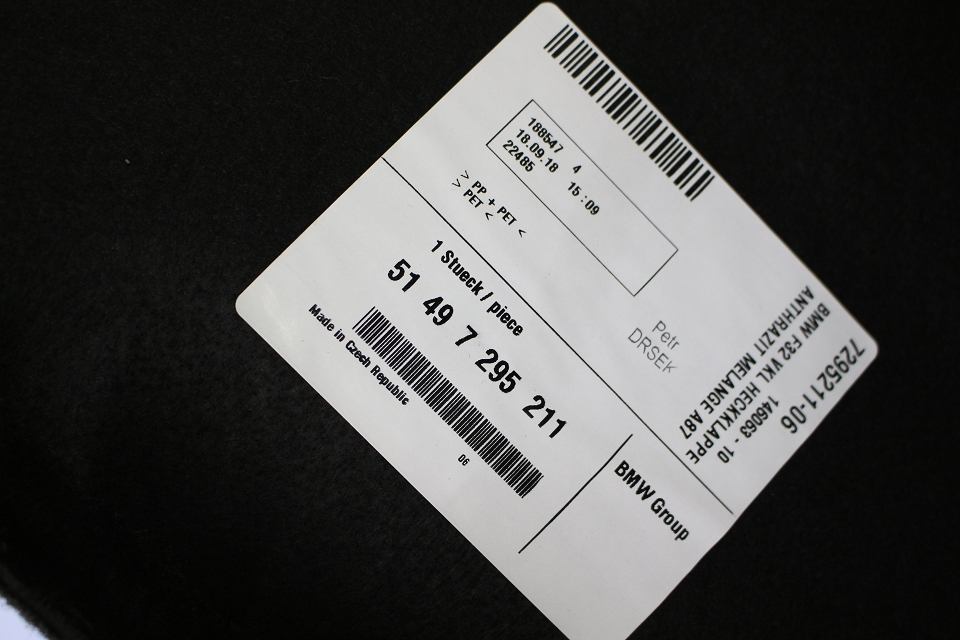 7295211-06
146063 - 10
BMW F32 VKL HECKKLAPPE
ANTHRAZIT MELANGE A87
188547 4
18.09.18 15:09
22485
> PP + PET <
> PET <
Petr
DRSEK
1 Stueck / piece
51 49 7 295 211
06
Made in Czech Republic
BMW Group